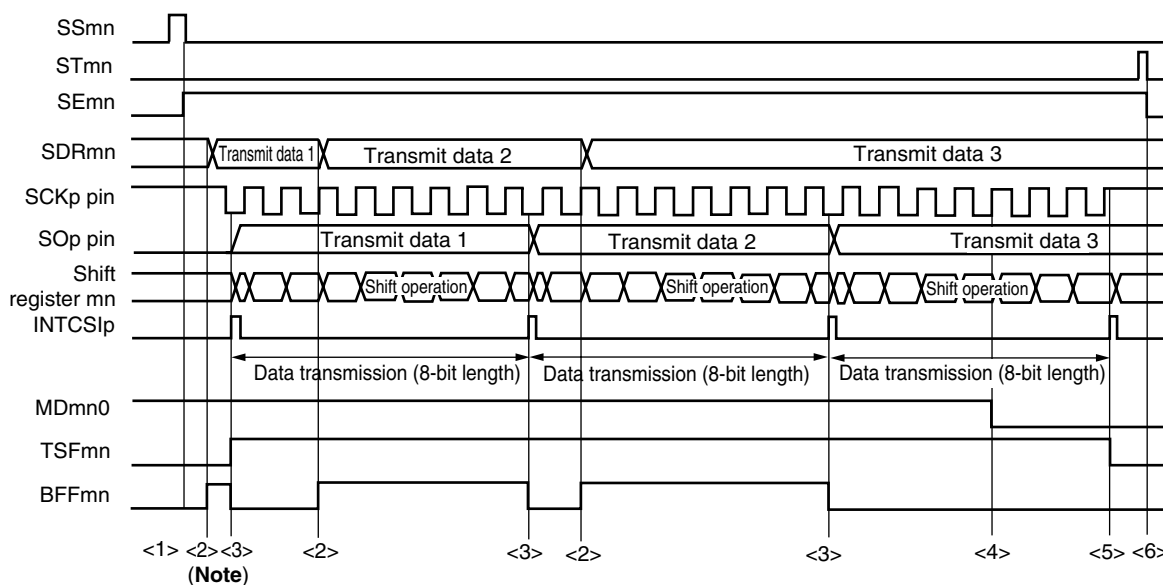 SSmn
STmn
SEmn
SDRmn Transmit data 1 Transmit data 2 Transmit data 3
SCKp pin
SOp pin Transmit data 1 Transmit data 2 Transmit data 3
Shift
register mn Shift operation Shift operation Shift operation
INTCSIp
Data transmission (8-bit length) Data transmission (8-bit length) Data transmission (8-bit length)
MDmn0
TSFmn
BFFmn
<1> <2> <3> <2> <3> <2> <3> <4> <5> <6>
(Note)